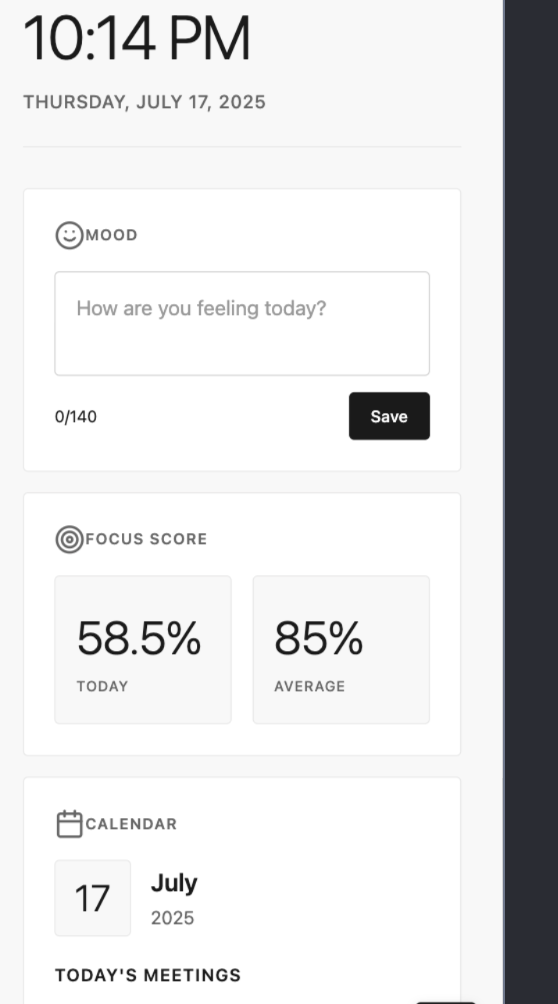 10:14 PM
THURSDAY, JULY 17, 2025
MOOD
How are you feeling today?
0/140
Save
FOCUS SCORE
58.5%
85%
TODAY
AVERAGE
CALENDAR
17
July
2025
TODAY'S MEETINGS